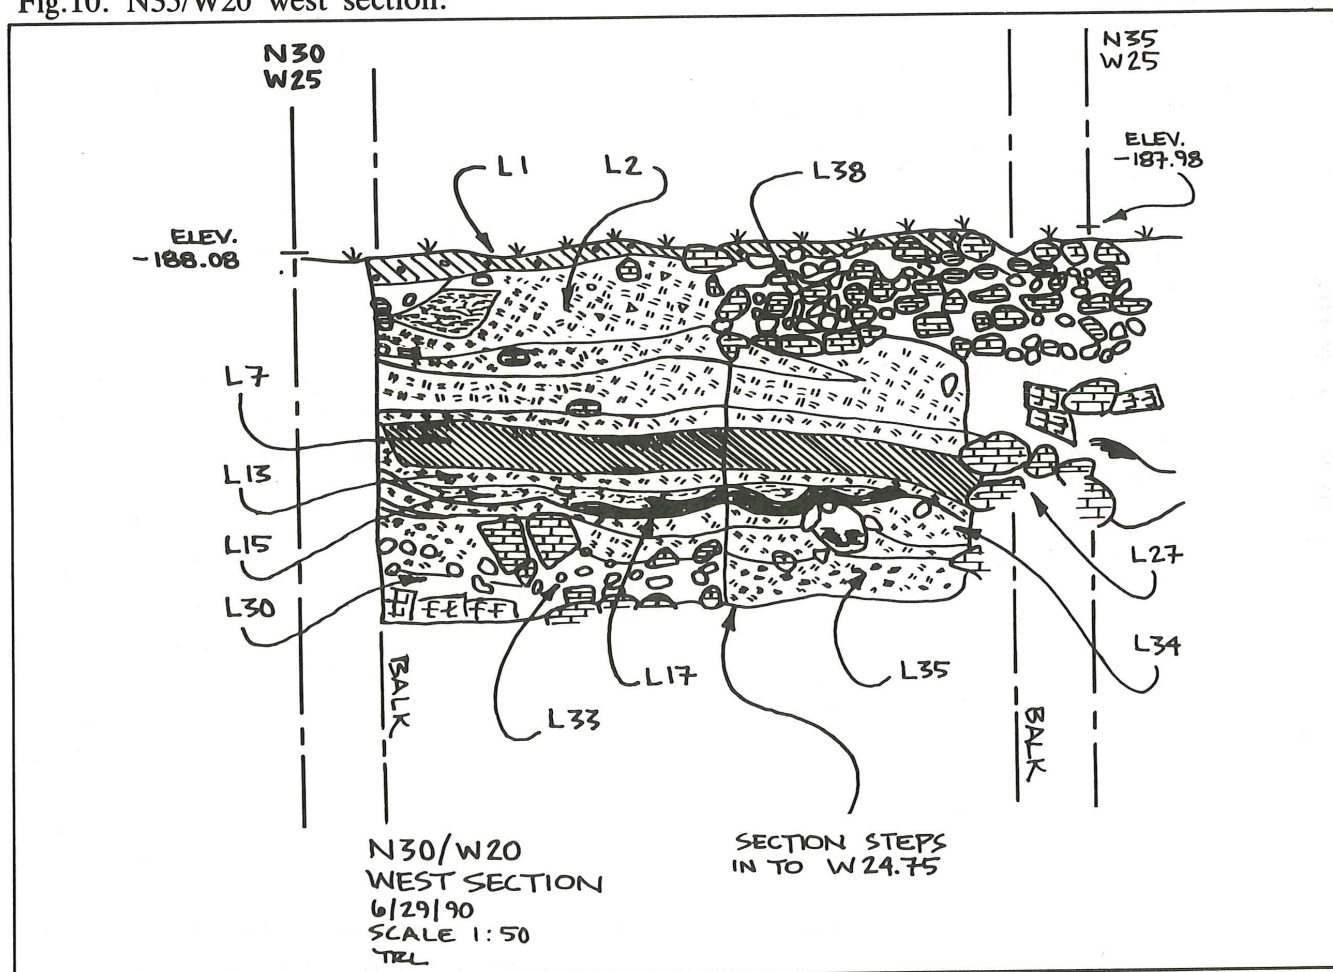 Fig.10. N35/W20 west section.
N30
W25
N35
W25
ELEV.
-187.98
L1
L2
L38
ELEV.
-188.08
L7
L13
L15
L30
L27
L34
L35
L17
L33
BALK
BALK
N30/W20
WEST SECTION
6/29/90
SCALE 1:50
TRL
SECTION STEPS
IN TO W24.75